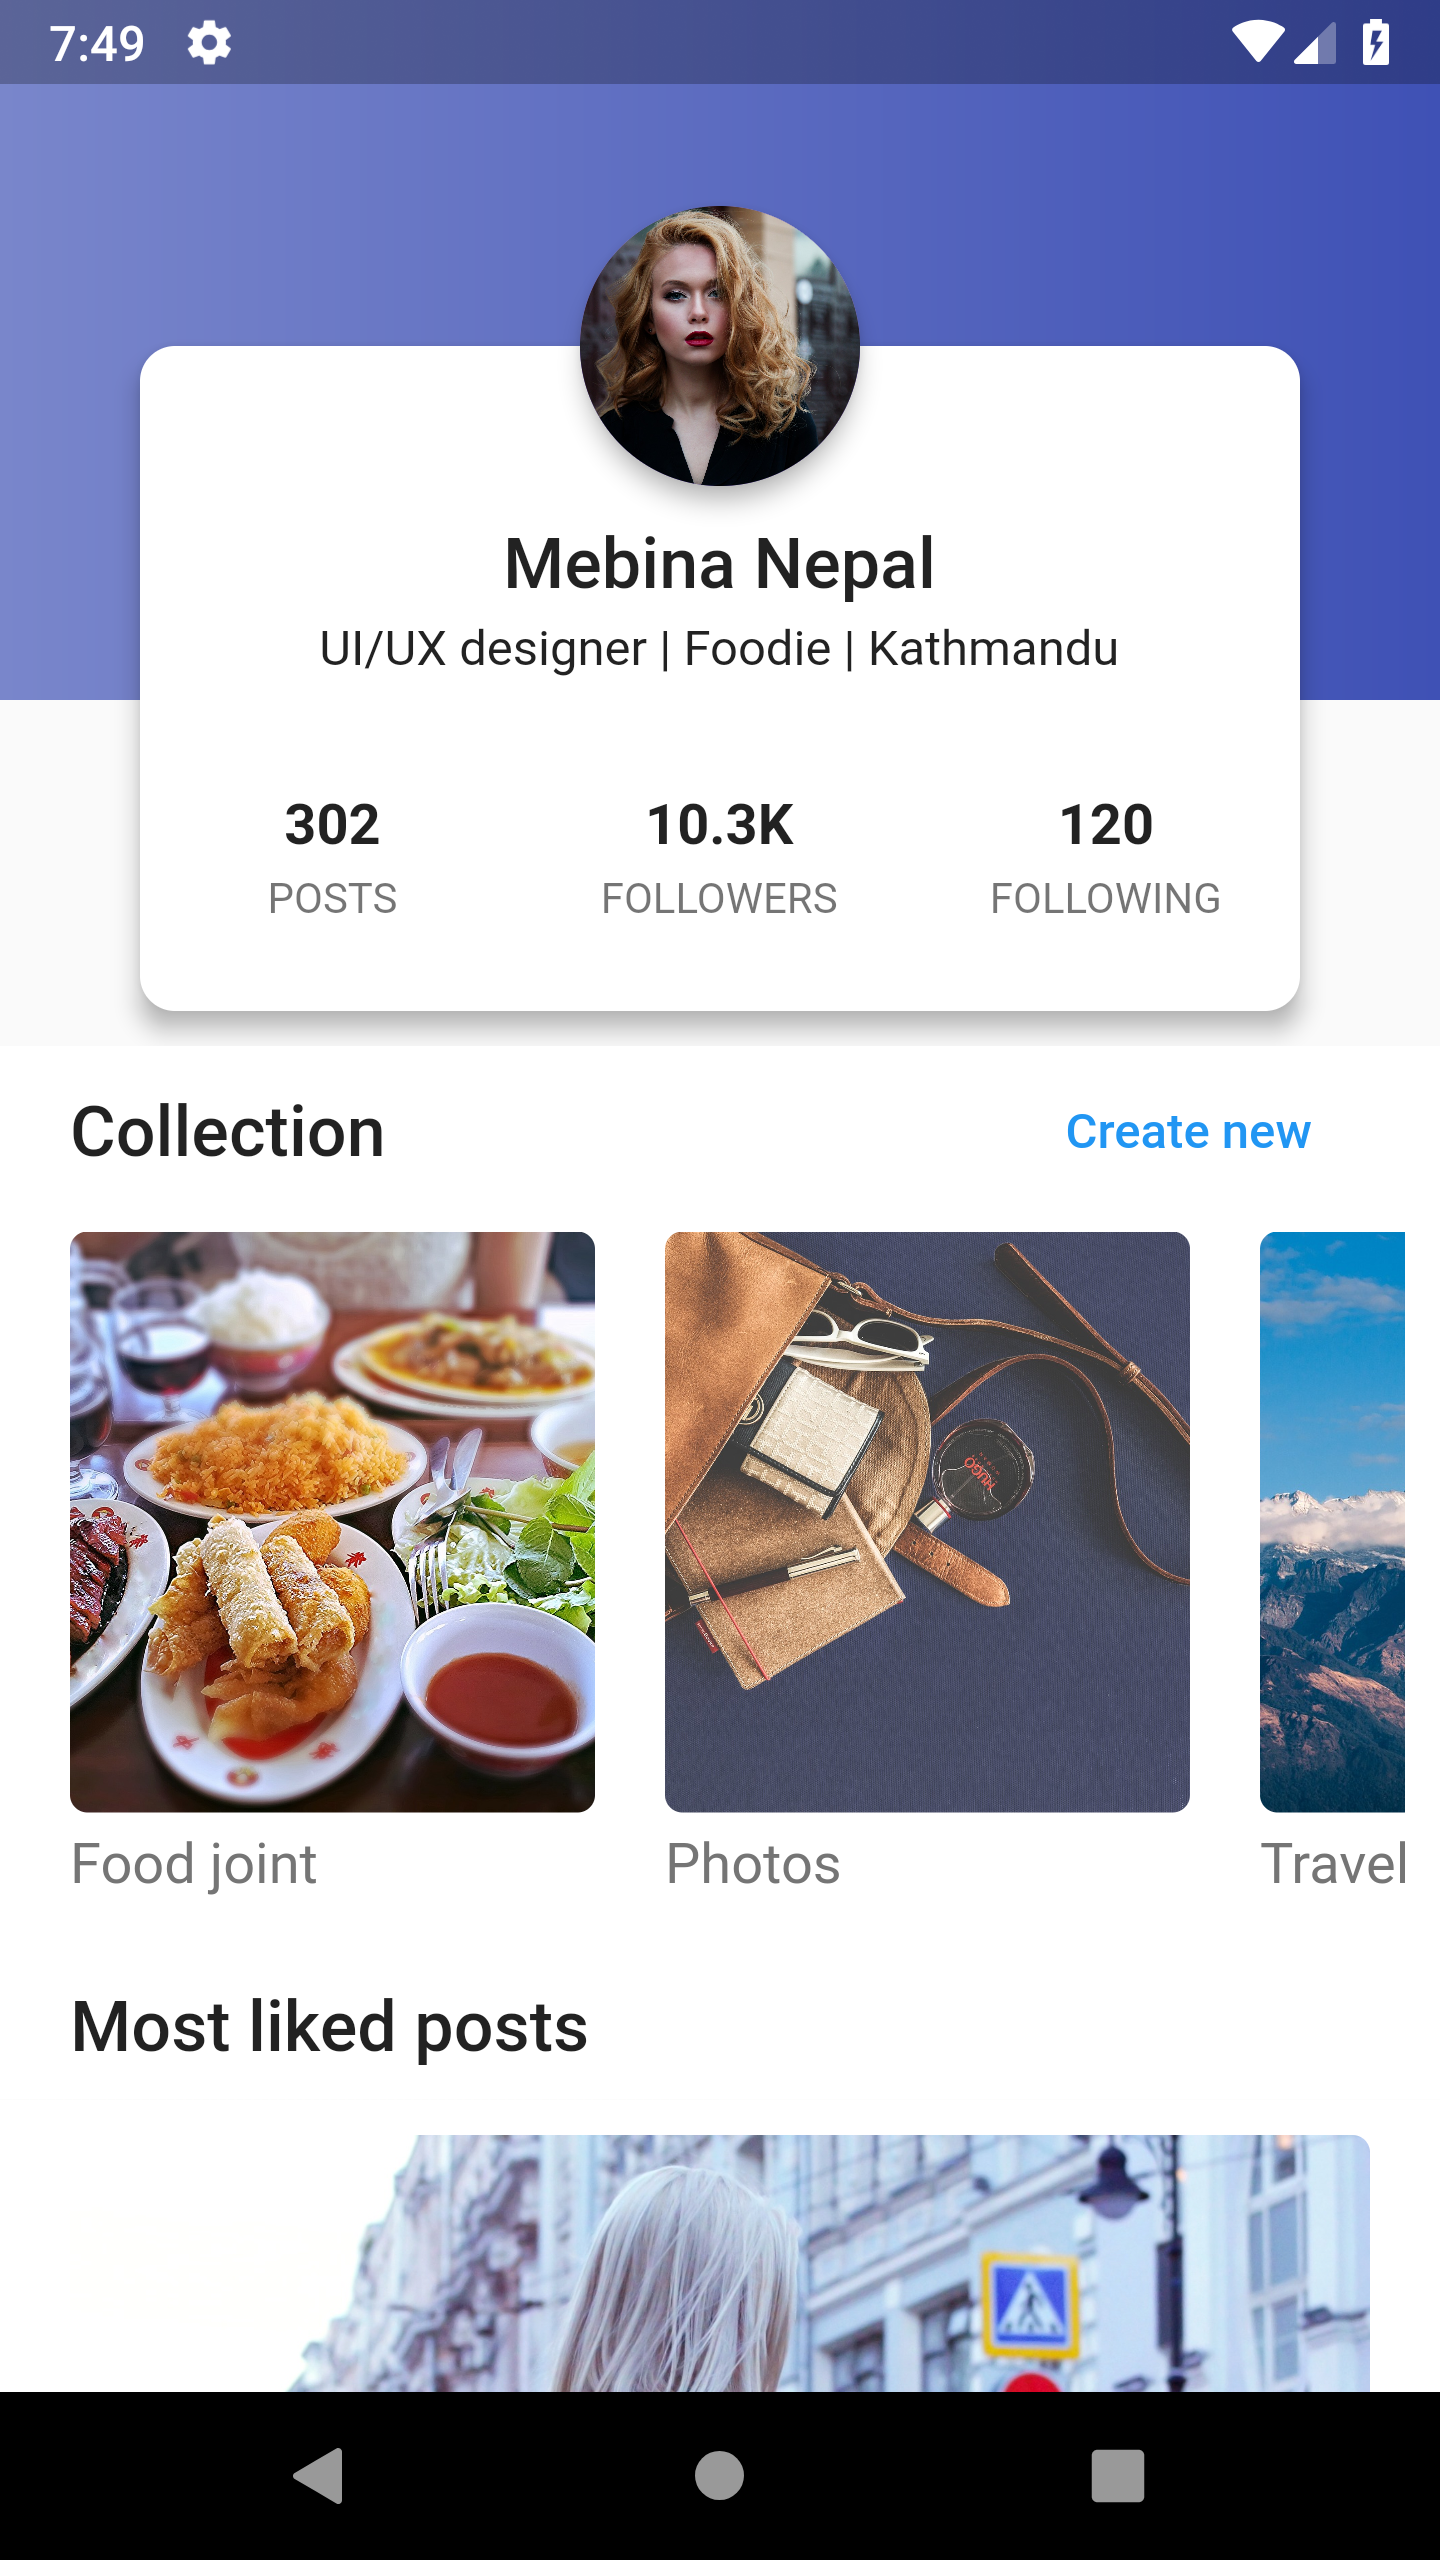 7:49
Mebina Nepal
UI/UX designer | Foodie | Kathmandu
302 10.3K 120
POSTS FOLLOWERS FOLLOWING
Collection Create new
HUGO
Food joint Photos Travel
Most liked posts